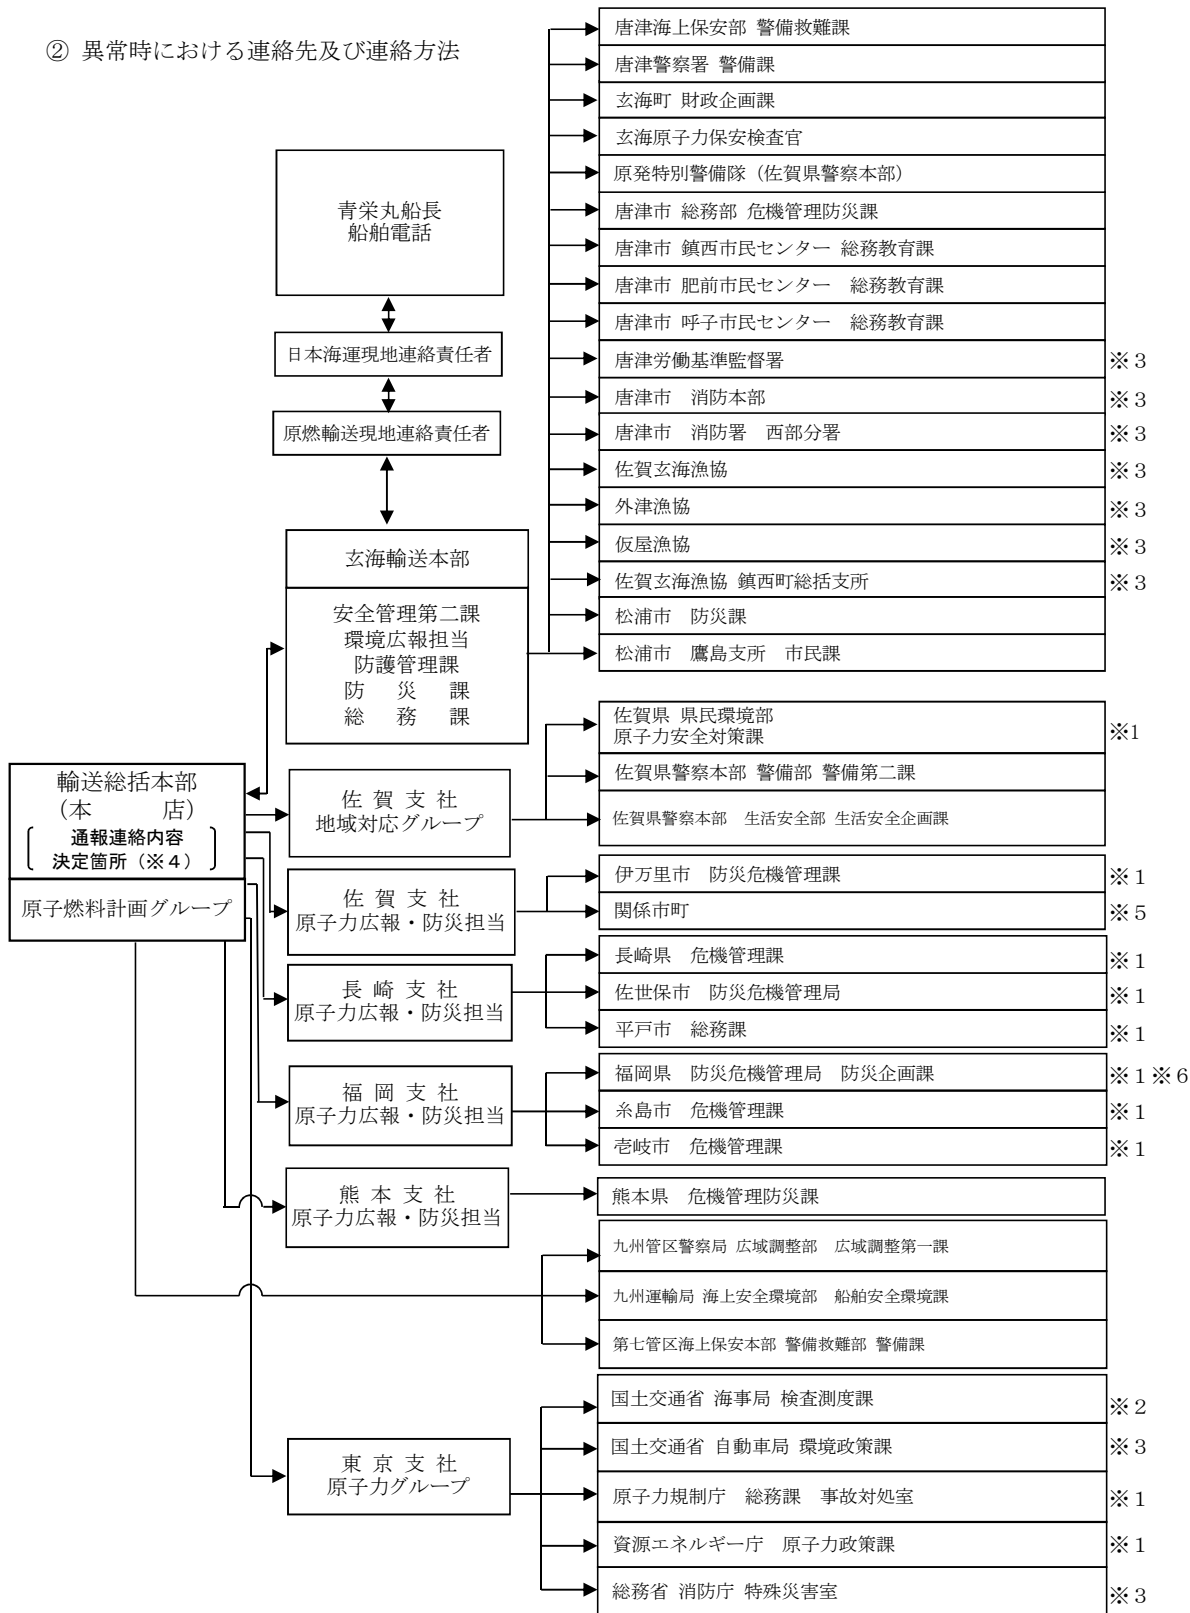 ② 異常時における連絡先及び連絡方法
青栄丸船長
船舶電話
日本海運現地連絡責任者
原燃輸送現地連絡責任者
玄海輸送本部
安全管理第二課
環境広報担当
防護管理課
防 災 課
総 務 課
唐津海上保安部 警備救難課
唐津警察署 警備課
玄海町 財政企画課
玄海原子力保安検査官
原発特別警備隊（佐賀県警察本部）
唐津市 総務部 危機管理防災課
唐津市 鎮西市民センター 総務教育課
唐津市 肥前市民センター 総務教育課
唐津市 呼子市民センター 総務教育課
唐津労働基準監督署 ※３
唐津市 消防本部 ※３
唐津市 消防署 西部分署 ※３
佐賀玄海漁協 ※３
外津漁協 ※３
仮屋漁協 ※３
佐賀玄海漁協 鎮西町総括支所 ※３
松浦市 防災課
松浦市 鷹島支所 市民課
輸送総括本部
（本 店）
通報連絡内容
決定箇所（※４）
原子燃料計画グループ
佐 賀 支 社
地域対応グループ
佐賀県 県民環境部
原子力安全対策課 ※1
佐賀県警察本部 警備部 警備第二課
佐賀県警察本部 生活安全部 生活安全企画課
佐 賀 支 社
原子力広報・防災担当
伊万里市 防災危機管理課 ※１
関係市町 ※５
長 崎 支 社
原子力広報・防災担当
長崎県 危機管理課 ※１
佐世保市 防災危機管理局 ※１
平戸市 総務課 ※１
福 岡 支 社
原子力広報・防災担当
福岡県 防災危機管理局 防災企画課 ※１※６
糸島市 危機管理課 ※１
壱岐市 危機管理課 ※１
熊 本 支 社
原子力広報・防災担当
熊本県 危機管理防災課
九州管区警察局 広域調整部 広域調整第一課
九州運輸局 海上安全環境部 船舶安全環境課
第七管区海上保安本部 警備救難部 警備課
東 京 支 社
原子力グループ
国土交通省 海事局 検査測度課 ※２
国土交通省 自動車局 環境政策課 ※３
原子力規制庁 総務課 事故対処室 ※１
資源エネルギー庁 原子力政策課 ※１
総務省 消防庁 特殊災害室 ※３